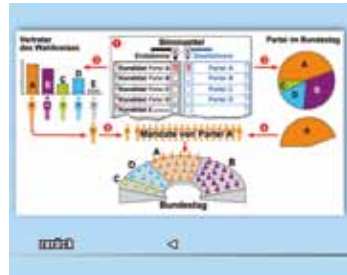 Vertreter
des Wahlkreises
Stimmzettel
Erststimme
Zweitstimme
Partei im Bundestag
Kandidat Partei A
Partei A
Kandidat Partei B
Partei B
Kandidat Partei C
Partei C
Kandidat Partei D
Partei D
A
B
C
D
E
A
B
C
D
A
Mandate von Partei A
A
B
C
D
Bundestag
zurück